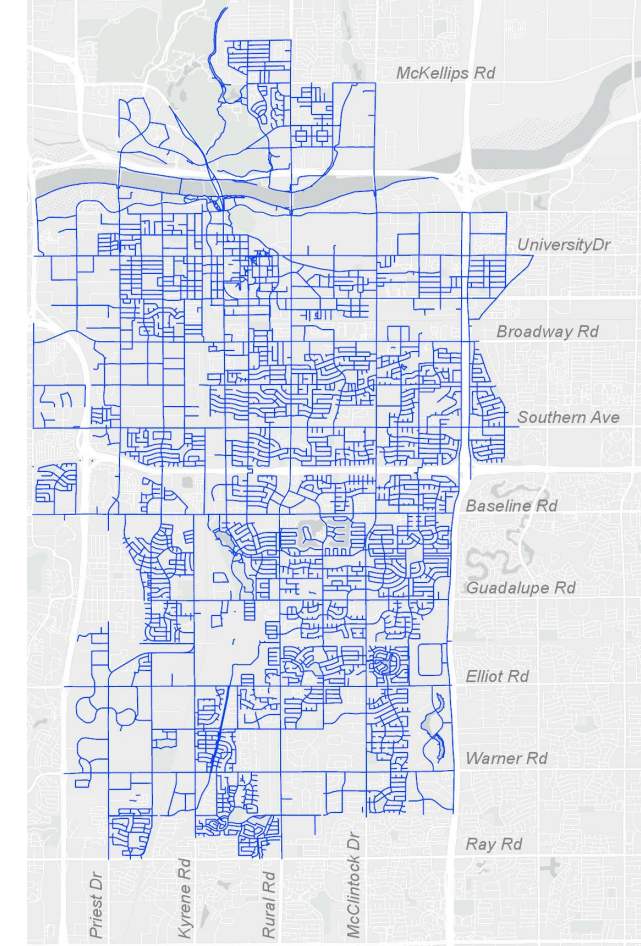 McKellips Rd
UniversityDr
Broadway Rd
Southern Ave
Baseline Rd
Guadalupe Rd
Elliot Rd
Warner Rd
Ray Rd
Priest Dr
Kyrene Rd
Rural Rd
McClintock Dr